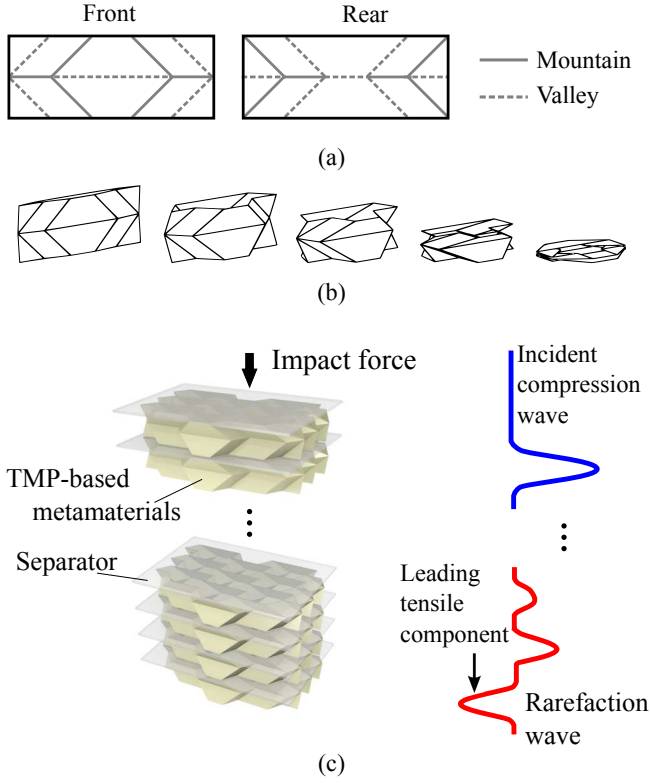 Front
Rear
Mountain
Valley
(a)
(b)
Impact force
Incident
compression
wave
TMP-based
metamaterials
Separator
Leading
tensile
component
Rarefaction
wave
(c)